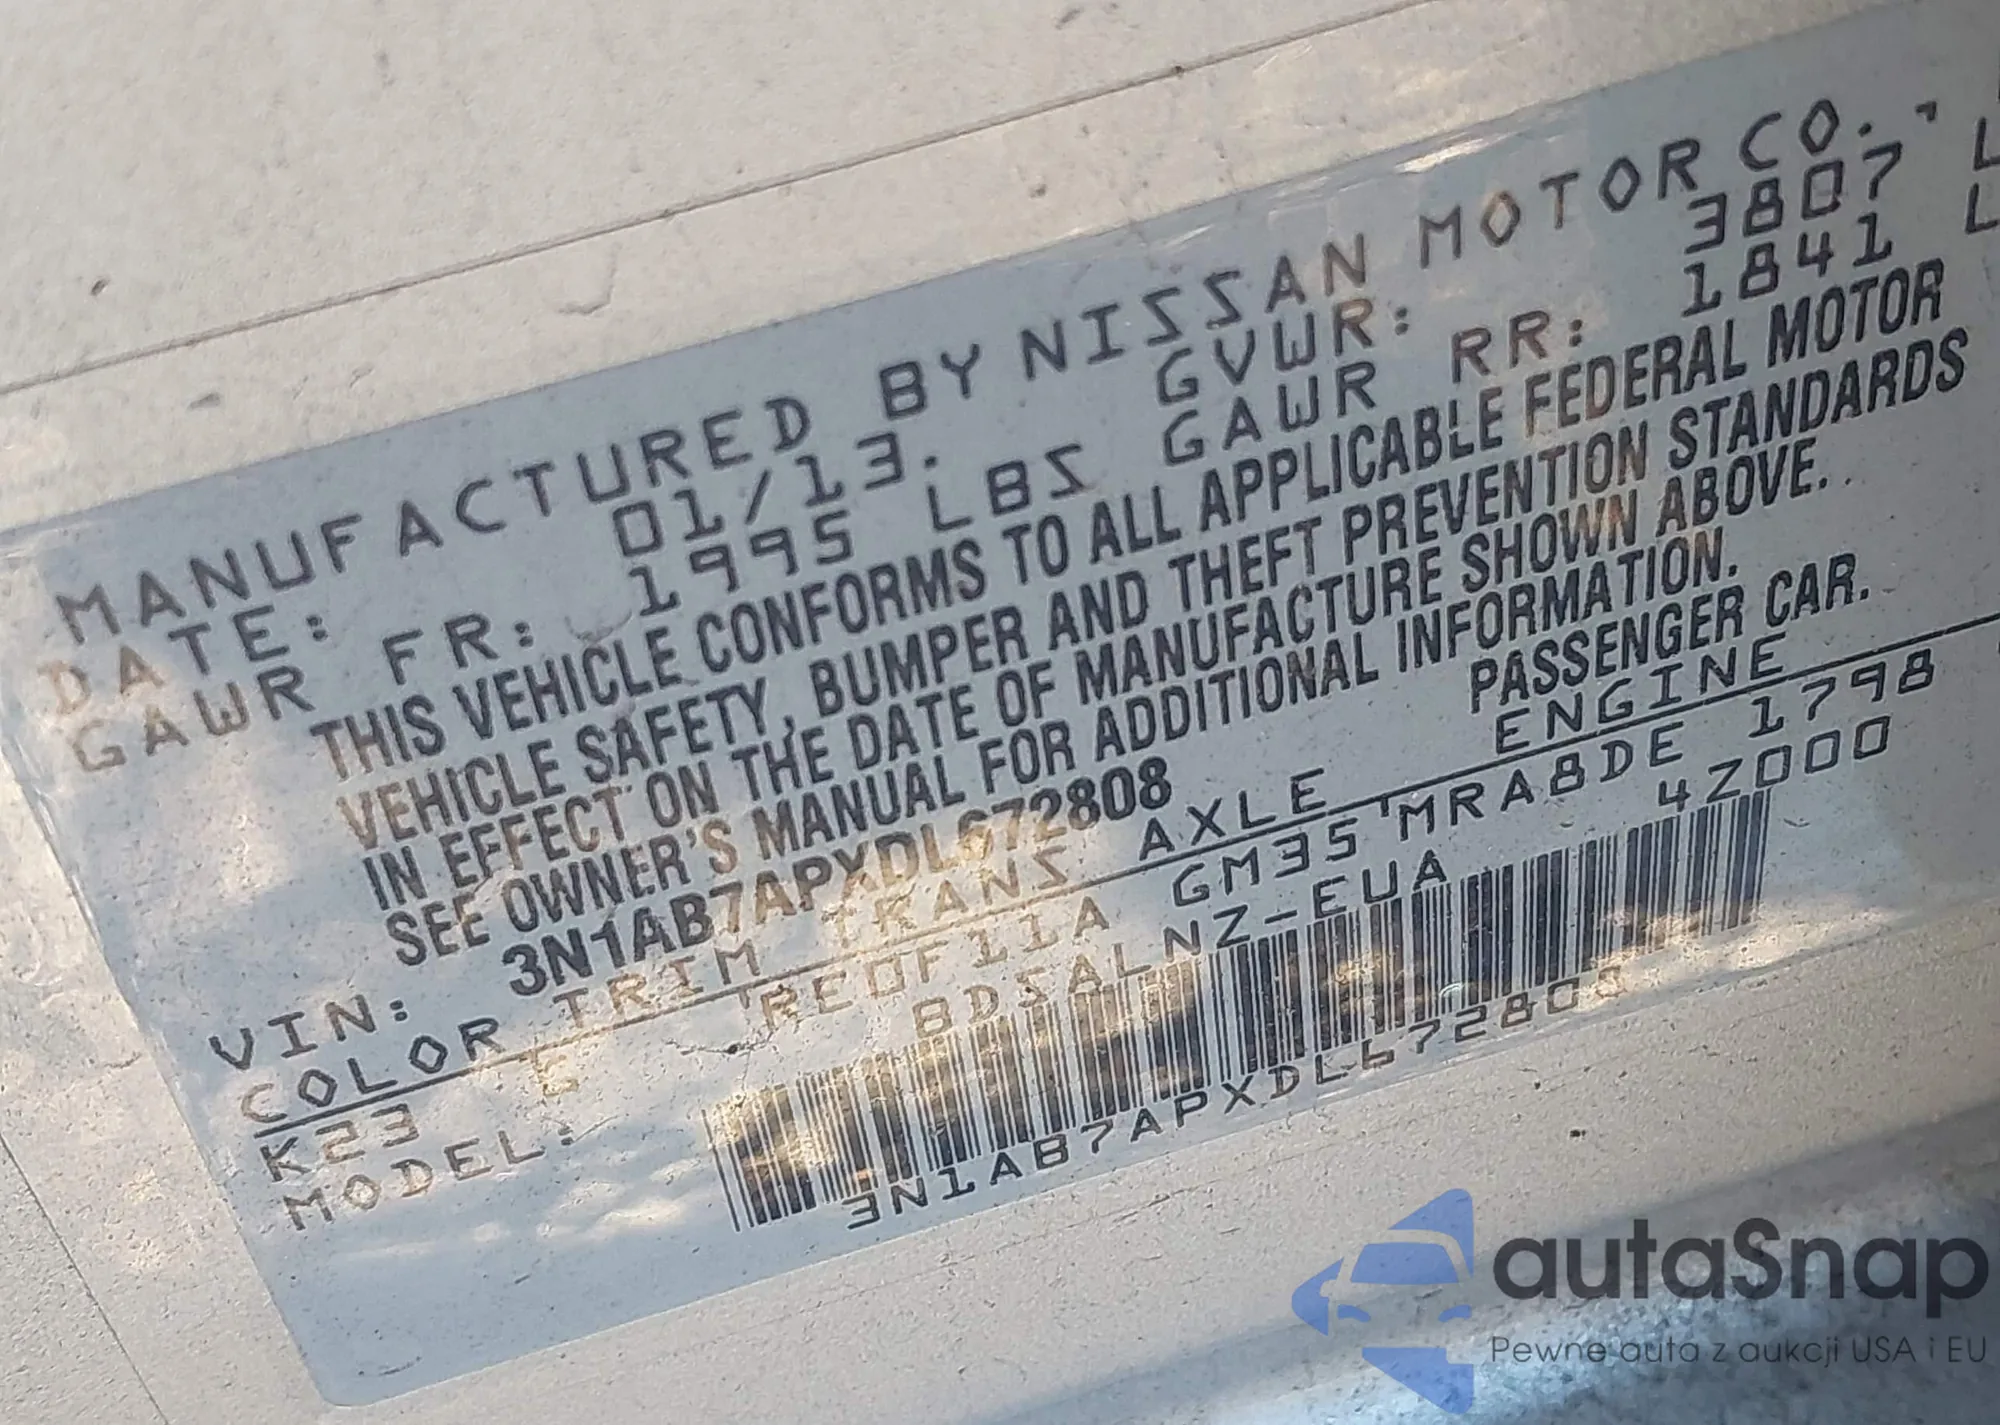 MANUFACTURED BY NISSAN MOTOR CO.,
DATE: 01/13. GVWR: 3807 L
GAWR FR: 1995 LBS GAWR RR: 1841 L
THIS VEHICLE CONFORMS TO ALL APPLICABLE FEDERAL MOTOR
VEHICLE SAFETY, BUMPER AND THEFT PREVENTION STANDARDS
IN EFFECT ON THE DATE OF MANUFACTURE SHOWN ABOVE.
SEE OWNER'S MANUAL FOR ADDITIONAL INFORMATION.
VIN: 3N1AB7APXDL672808 PASSENGER CAR.
COLOR TRIM TRANS AXLE ENGINE
K23 E RE0F11A GM35 MRA8DE 1798
MODEL: BDSALNZ-EUA 4Z000
3N1AB7APXDL672808
autaSnap
Pewne auta z aukcji USA i EU